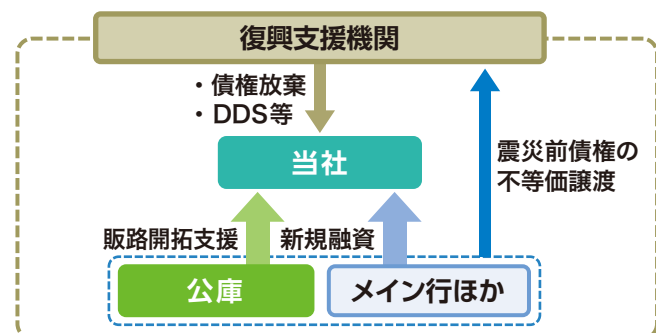 復興支援機関
・債権放棄
・DDS等
当社
震災前債権の
不等価譲渡
販路開拓支援
新規融資
公庫
メイン行ほか